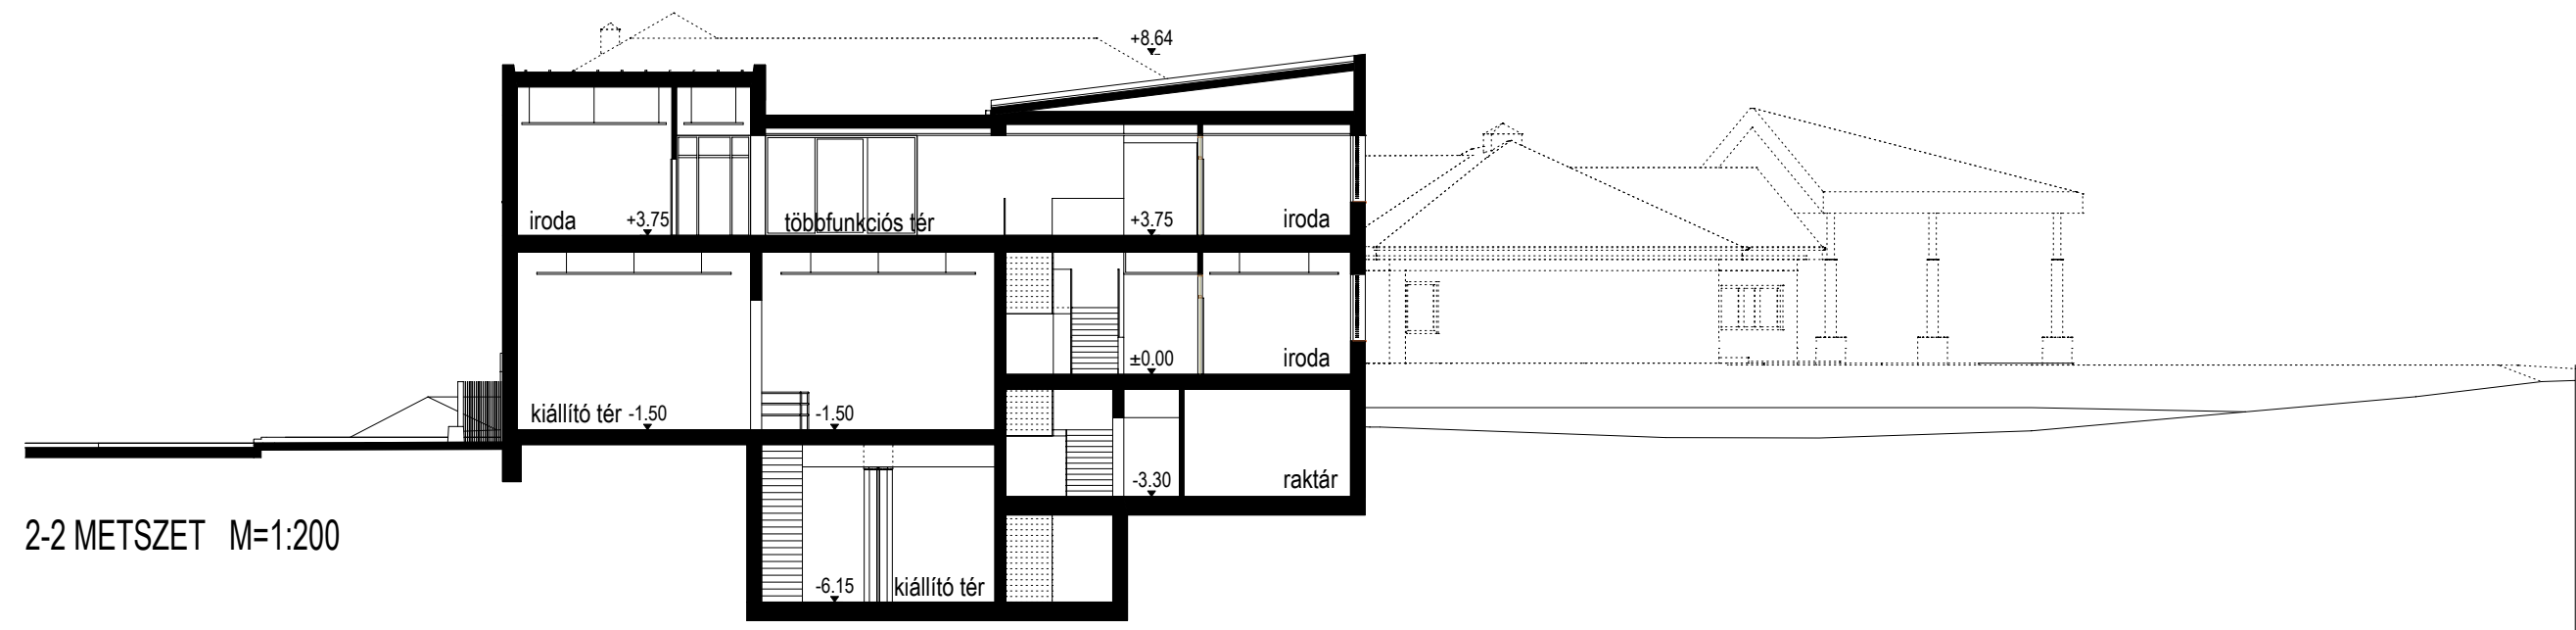 +8.64
iroda
+3.75
többfunkciós tér
+3.75
iroda
±0.00
iroda
kiállító tér
-1.50
-1.50
-3.30
raktár
-6.15
kiállító tér
2-2 METSZET M=1:200